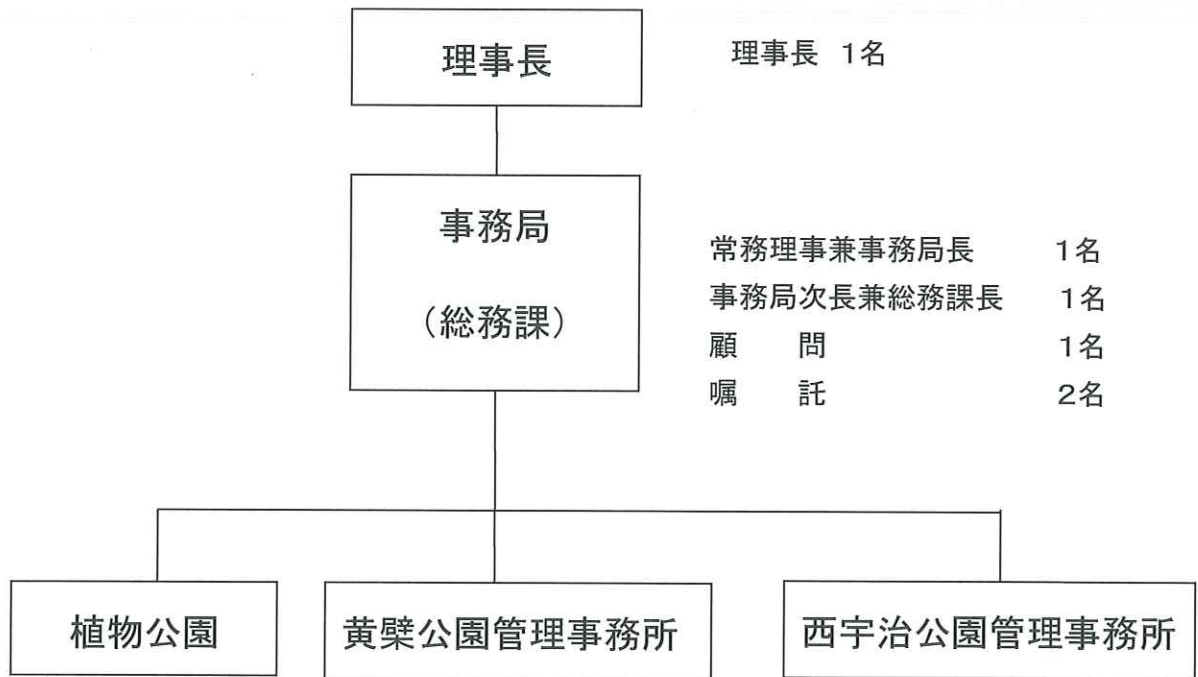 理事長
理事長 1名
事務局
(総務課)
常務理事兼事務局長 1名
事務局次長兼総務課長 1名
顧 問 1名
嘱 託 2名
植物公園
黄檗公園管理事務所
西宇治公園管理事務所